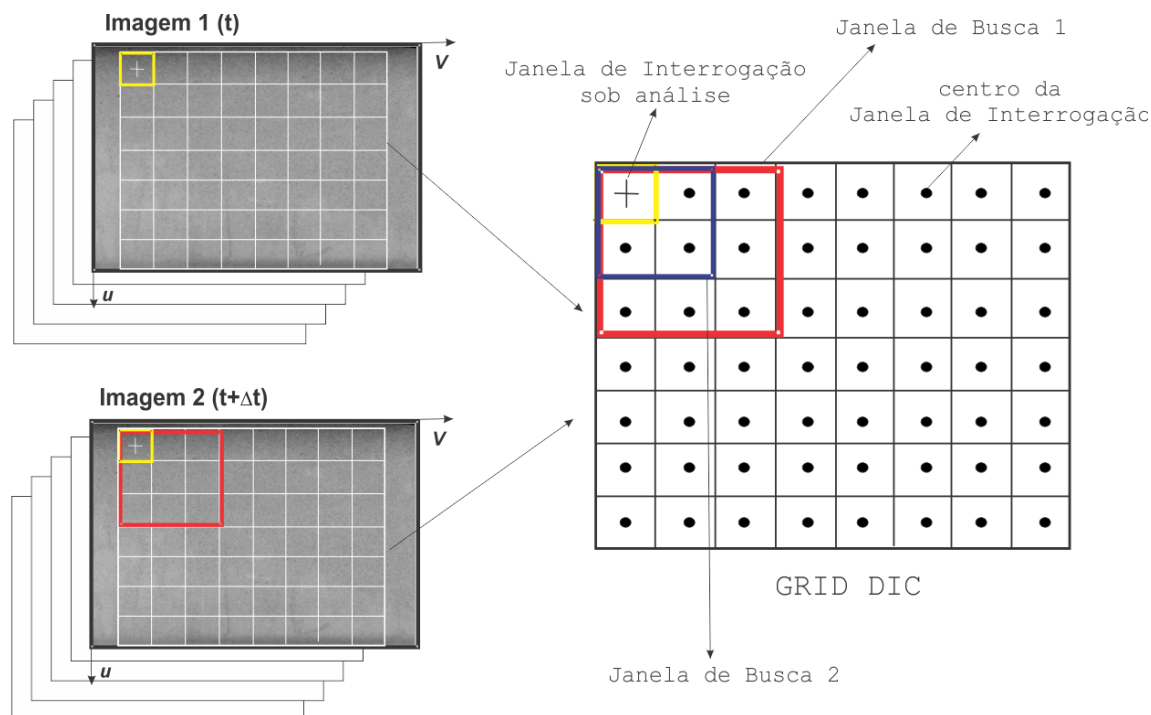 Imagem 1 (t)
V
u
Imagem 2 (t+Δt)
V
u
Janela de Interrogação
sob análise
Janela de Busca 1
centro da
Janela de Interrogação
GRID DIC
Janela de Busca 2